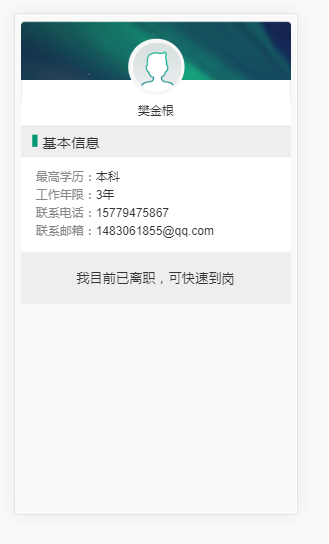 樊金根
基本信息
最高学历：本科
工作年限：3年
联系电话：15779475867
联系邮箱：1483061855@qq.com
我目前已离职，可快速到岗